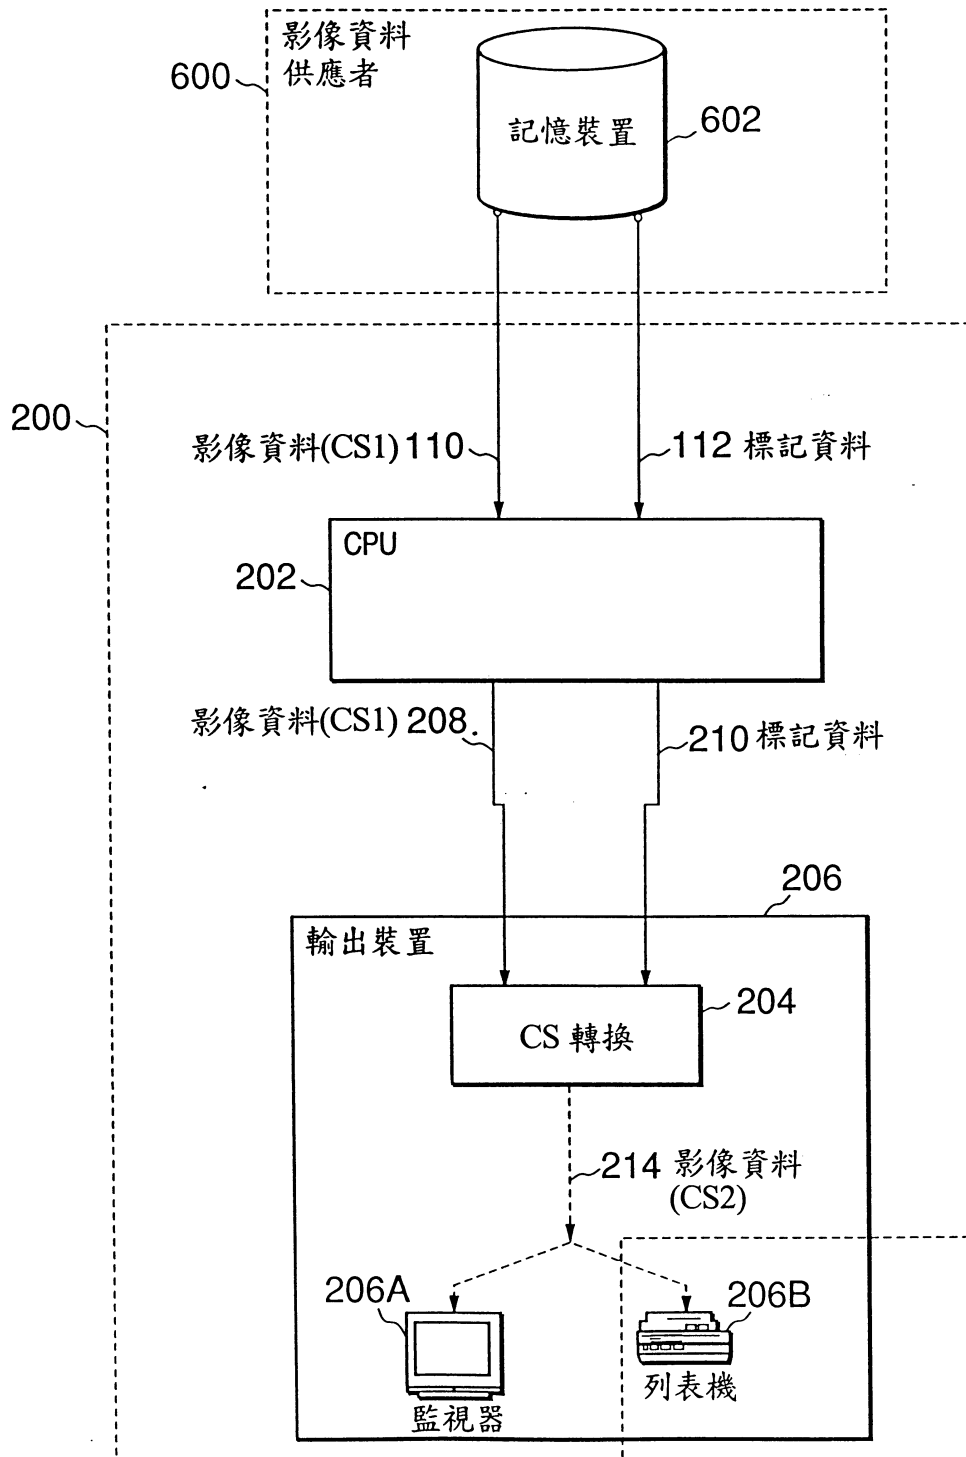 影像資料
供應者
600
記憶裝置
602
200
影像資料(CS1) 110
112 標記資料
CPU
202
影像資料(CS1) 208
210 標記資料
206
輸出裝置
204
CS 轉換
214 影像資料
(CS2)
206A
206B
列表機
監視器